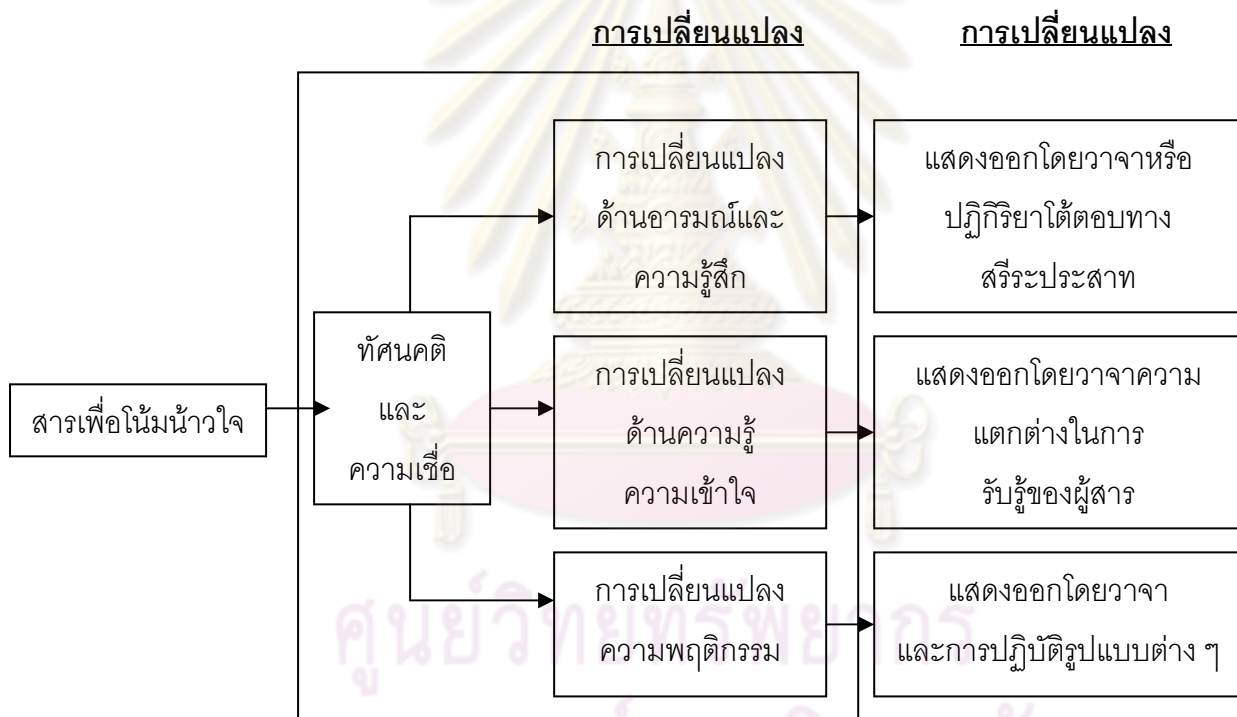 การเปลี่ยนแปลง
การเปลี่ยนแปลง
สารเพื่อโน้มน้าวใจ
ทัศนคติ
และ
ความเชื่อ
การเปลี่ยนแปลง
ด้านอารมณ์และ
ความรู้สึก
แสดงออกโดยวาจาหรือ
ปฏิกิริยาโต้ตอบทาง
สรีระประสาท
การเปลี่ยนแปลง
ด้านความรู้
ความเข้าใจ
แสดงออกโดยวาจาความ
แตกต่างในการ
รับรู้ของผู้สาร
การเปลี่ยนแปลง
ความพฤติกรรม
แสดงออกโดยวาจา
และการปฏิบัติรูปแบบต่าง ๆ
ศูนย์วิทยทรัพยากร